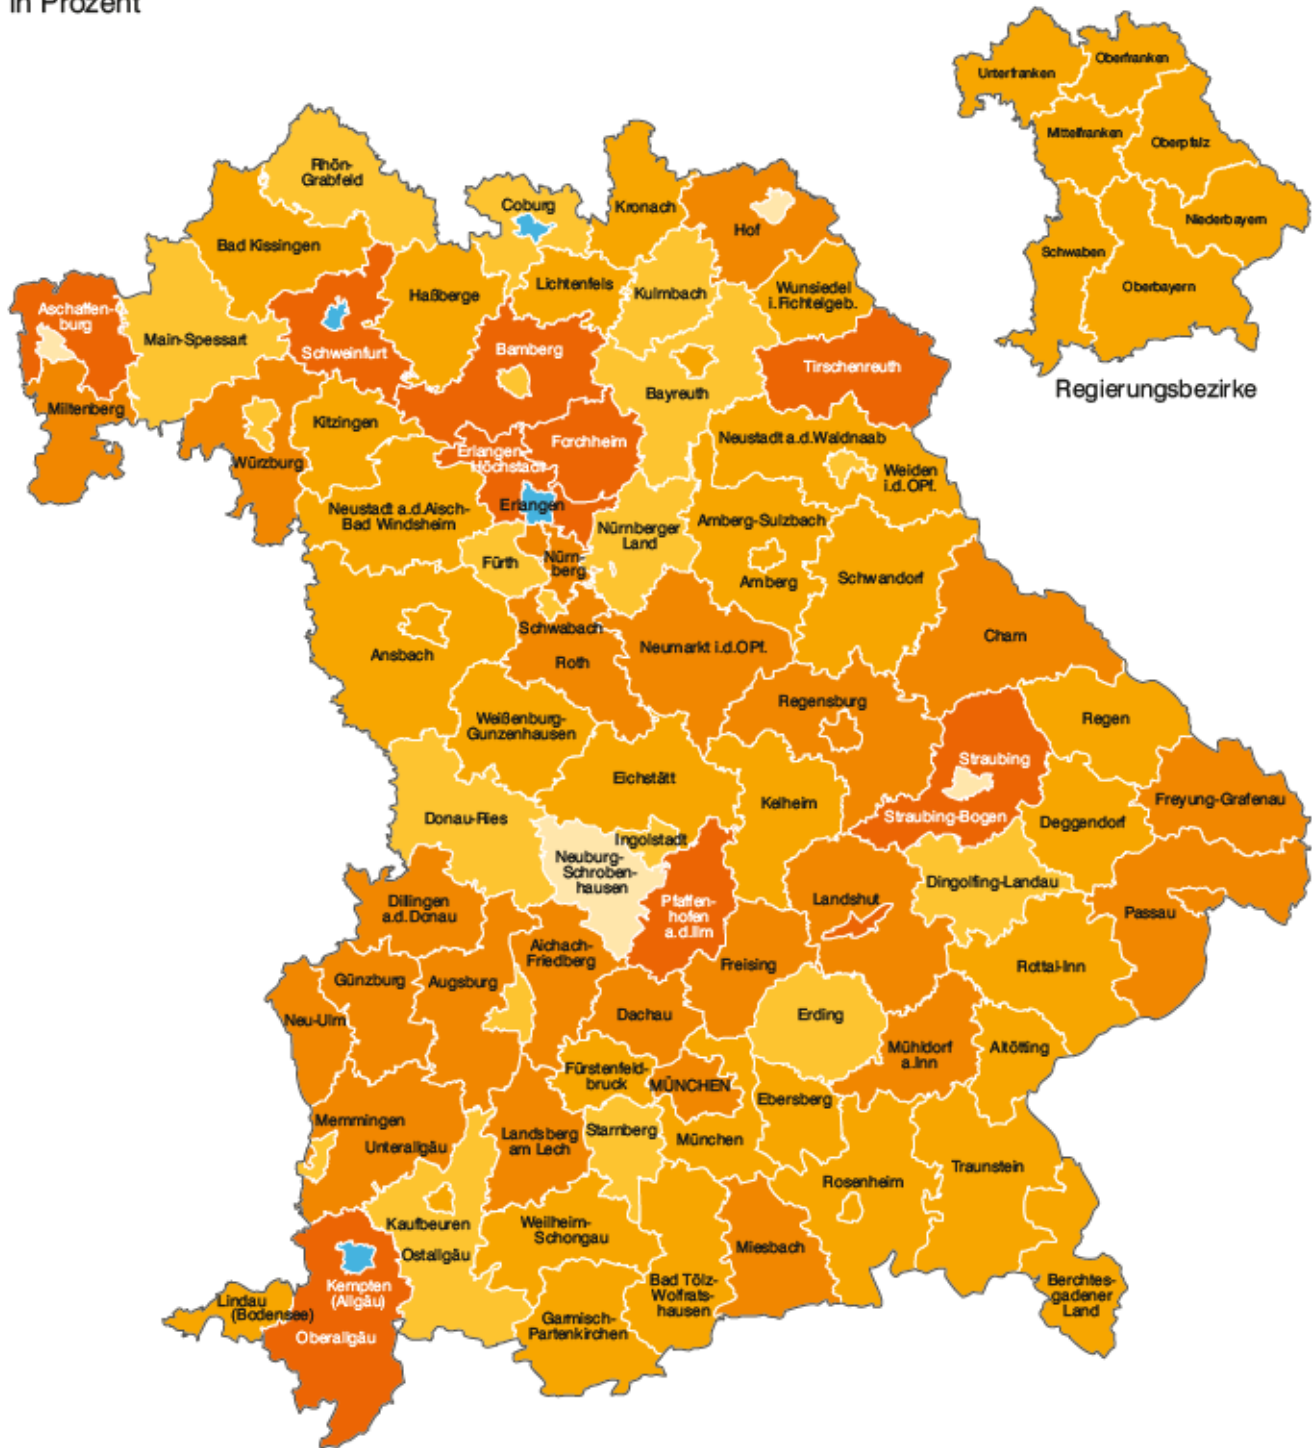 in Prozent
Unterfranken
Oberfranken
Mittelfranken
Oberpfalz
Niederbayern
Schwaben
Oberbayern
Regierungsbezirke
Rhön-
Grabfeld
Coburg
Kronach
Hof
Bad Kissingen
Lichtenfels
Kulmbach
Wunsiedel
i.Fichtelgeb.
Haßberge
Aschaffen-
burg
Main-Spessart
Schweinfurt
Bamberg
Tirschenreuth
Bayreuth
Miltenberg
Kitzingen
Forchheim
Neustadt a.d.Waldnaab
Erlangen-
Höchstadt
Würzburg
Weiden
i.d.OPf.
Erlangen
Neustadt a.d.Aisch-
Bad Windsheim
Nürnberger
Land
Amberg-Sulzbach
Fürth
Nürn-
berg
Amberg
Schwandorf
Schwabach
Cham
Ansbach
Roth
Neumarkt i.d.OPf.
Regensburg
Weißenburg-
Gunzenhausen
Regen
Straubing
Eichstätt
Kelheim
Freyung-Grafenau
Donau-Ries
Straubing-Bogen
Deggendorf
Ingolstadt
Neuburg-
Schroben-
hausen
Dingolfing-Landau
Dillingen
a.d.Donau
Pfaffen-
hofen
a.d.Ilm
Landshut
Passau
Aichach-
Friedberg
Freising
Rottal-Inn
Günzburg
Augsburg
Neu-Ulm
Dachau
Erding
Mühldorf
a.Inn
Altötting
Fürstenfeld-
bruck
MÜNCHEN
Ebersberg
Memmingen
Unterallgäu
Landsberg
am Lech
Starnberg
München
Traunstein
Rosenheim
Kaufbeuren
Ostallgäu
Weilheim-
Schongau
Miesbach
Kempten
(Allgäu)
Bad Tölz-
Wolfrats-
hausen
Berchtes-
gadener
Land
Lindau
(Bodensee)
Oberallgäu
Garmisch-
Partenkirchen